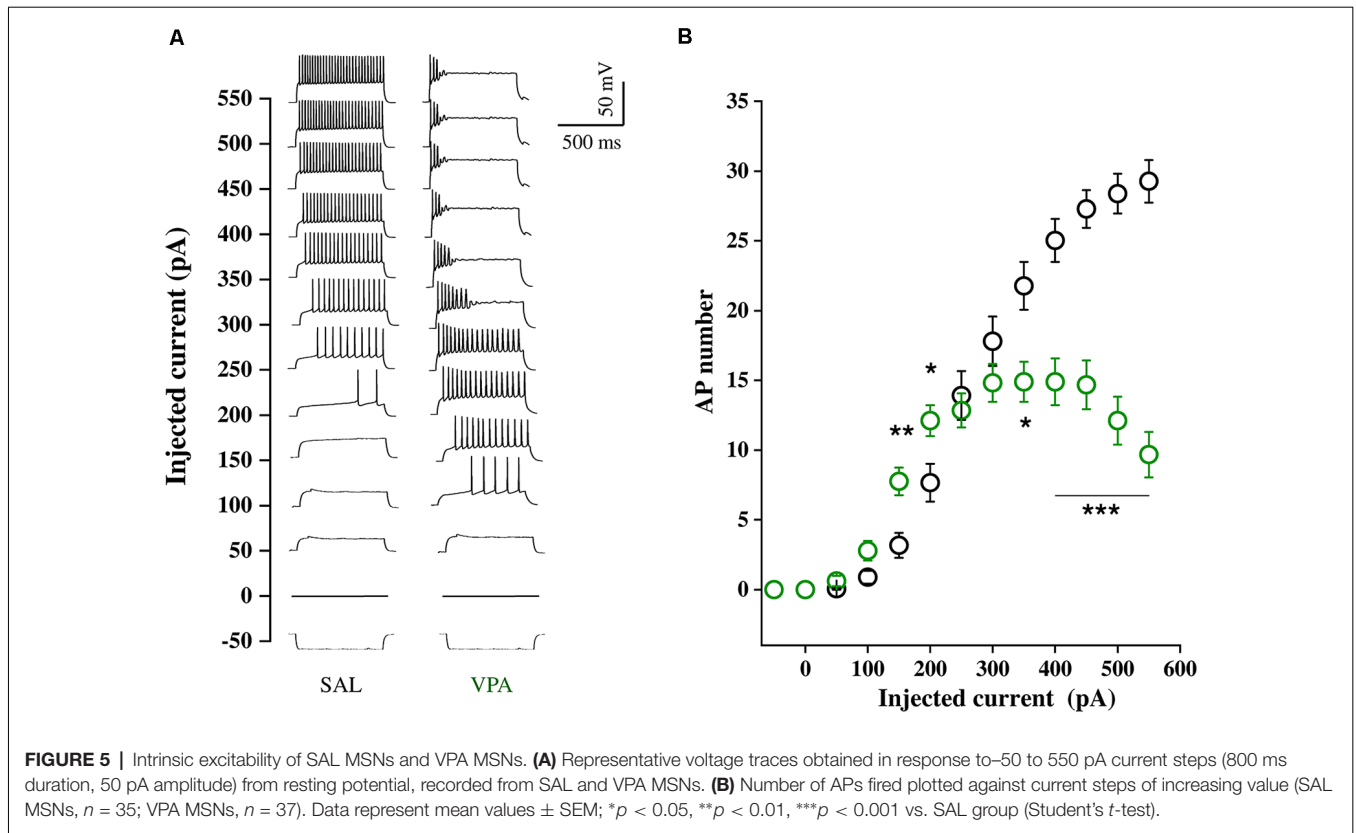 A
550
500
450
400
350
300
250
200
150
100
50
0
-50
Injected current (pA)
50 mV
500 ms
SAL
VPA
B
35
30
25
20
15
10
5
0
AP number
*
**
*
***
0 100 200 300 400 500 600
Injected current (pA)
FIGURE 5 | Intrinsic excitability of SAL MSNs and VPA MSNs. (A) Representative voltage traces obtained in response to–50 to 550 pA current steps (800 ms
duration, 50 pA amplitude) from resting potential, recorded from SAL and VPA MSNs. (B) Number of APs fired plotted against current steps of increasing value (SAL
MSNs, n = 35; VPA MSNs, n = 37). Data represent mean values ± SEM; *p < 0.05, **p < 0.01, ***p < 0.001 vs. SAL group (Student's t-test).